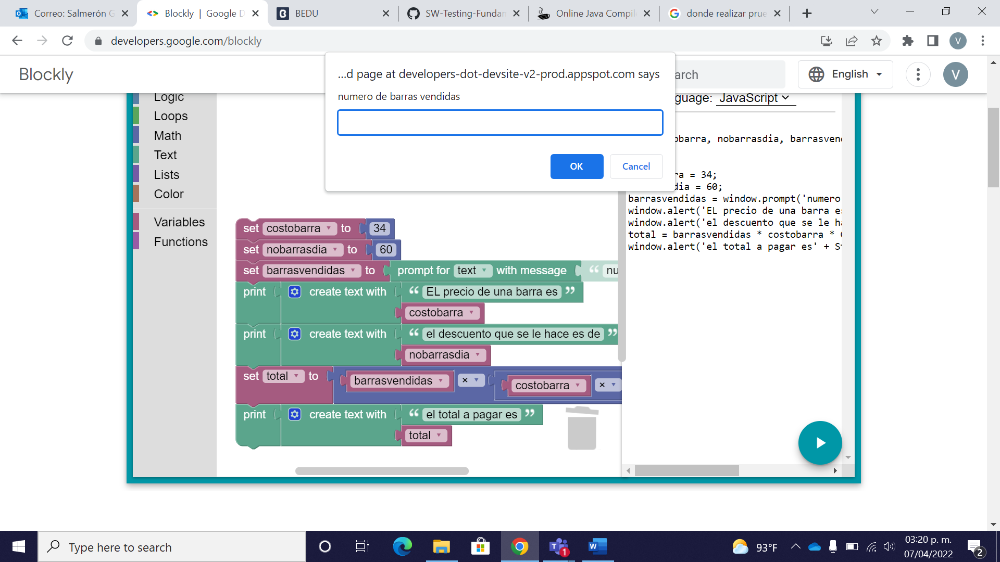 Correo: Salmerón G
Blockly | Google D
BEDU
SW-Testing-Fundam
Online Java Compile
donde realizar prue
developers.google.com/blockly
V
Blockly
...d page at developers-dot-devsite-v2-prod.appspot.com says
numero de barras vendidas
OK
Cancel
arch
English
V
guage: JavaScript
Logic
Loops
Math
Text
Lists
Color
Variables
Functions
set costobarra to 34
set nobarrasdia to 60
set barrasvendidas to prompt for text with message “ nu
print create text with “ EL precio de una barra es ”
costobarra
print create text with “ el descuento que se le hace es de ”
nobarrasdia
set total to barrasvendidas × costobarra ×
print create text with “ el total a pagar es ”
total
obarra, nobarrasdia, barrasven
ra = 34;
dia = 60;
barrasvendidas = window.prompt('numero
window.alert('EL precio de una barra es
window.alert('el descuento que se le ha
total = barrasvendidas * costobarra *
window.alert('el total a pagar es' + S
Type here to search
T
1
W
93°F
03:20 p. m.
07/04/2022
2